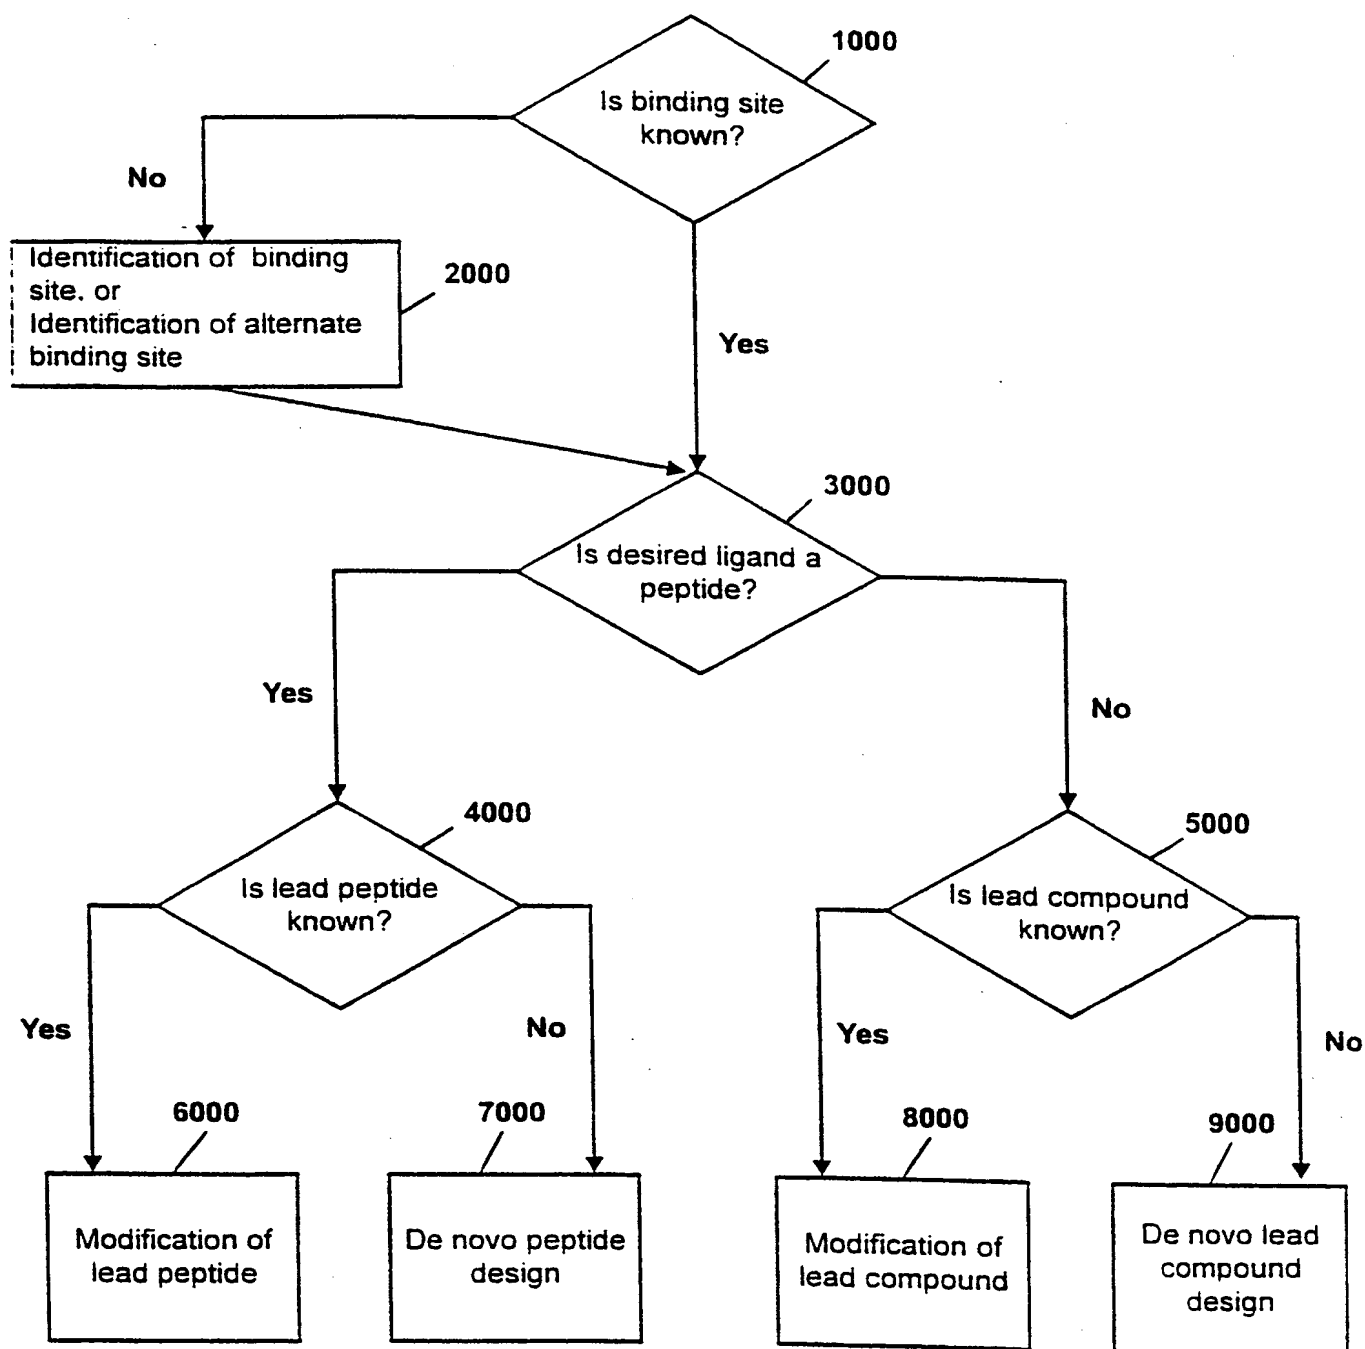 1000
Is binding site
known?
No
Identification of binding
site. or
Identification of alternate
binding site
2000
Yes
3000
Is desired ligand a
peptide?
Yes
No
4000
Is lead peptide
known?
5000
Is lead compound
known?
Yes
No
Yes
No
6000
7000
8000
9000
Modification of
lead peptide
De novo peptide
design
Modification of
lead compound
De novo lead
compound
design